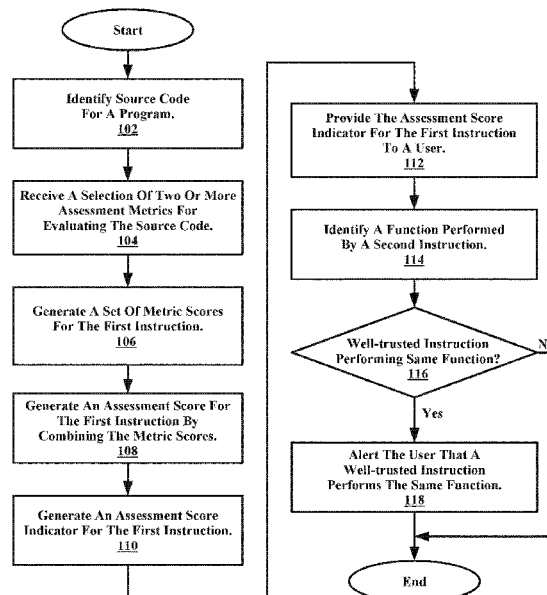 Start
Identify Source Code
For A Program.
102
Receive A Selection Of Two Or More
Assessment Metrics For
Evaluating The Source Code.
104
Generate A Set Of Metric Scores
For The First Instruction.
106
Generate An Assessment Score For
The First Instruction By
Combining The Metric Scores.
108
Generate An Assessment Score
Indicator For The First Instruction.
110
Provide The Assessment Score
Indicator For The First Instruction
To A User.
112
Identify A Function Performed
By A Second Instruction.
114
Well-trusted Instruction
Performing Same Function?
116
Yes
Alert The User That A
Well-trusted Instruction
Performs The Same Function.
118
End